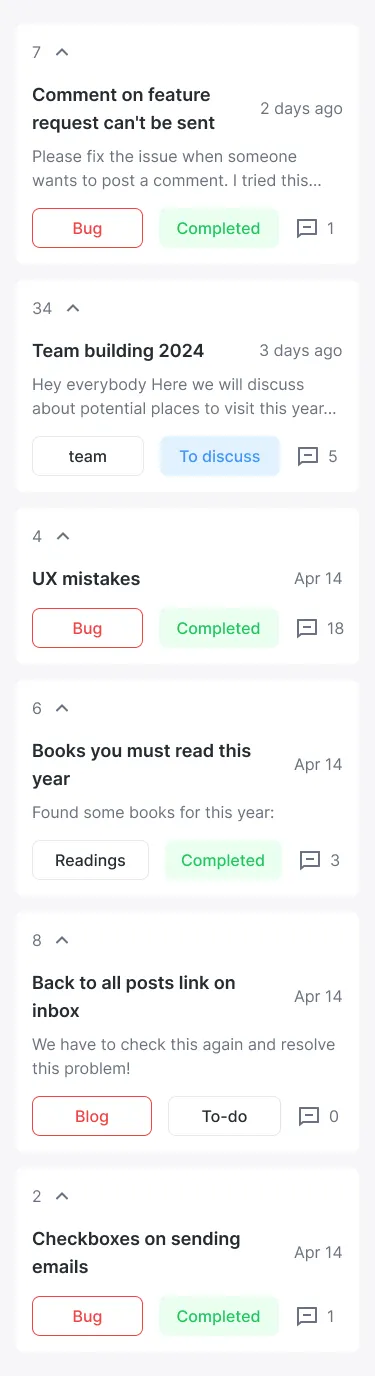 7
Comment on feature
request can't be sent
2 days ago
Please fix the issue when someone
wants to post a comment. I tried this...
Bug
Completed
1
34
Team building 2024
3 days ago
Hey everybody Here we will discuss
about potential places to visit this year...
team
To discuss
5
4
UX mistakes
Apr 14
Bug
Completed
18
6
Books you must read this
year
Apr 14
Found some books for this year:
Readings
Completed
3
8
Back to all posts link on
inbox
Apr 14
We have to check this again and resolve
this problem!
Blog
To-do
0
2
Checkboxes on sending
emails
Apr 14
Bug
Completed
1